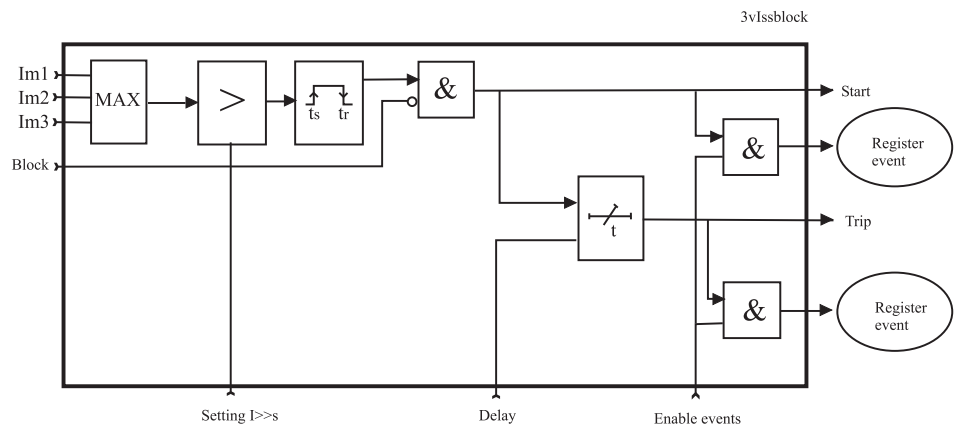 3vIssblock
Im1
Im2
Im3
MAX
>
ts
tr
&
Start
Block
&
Register
event
t
Trip
&
Register
event
Setting I>>s
Delay
Enable events